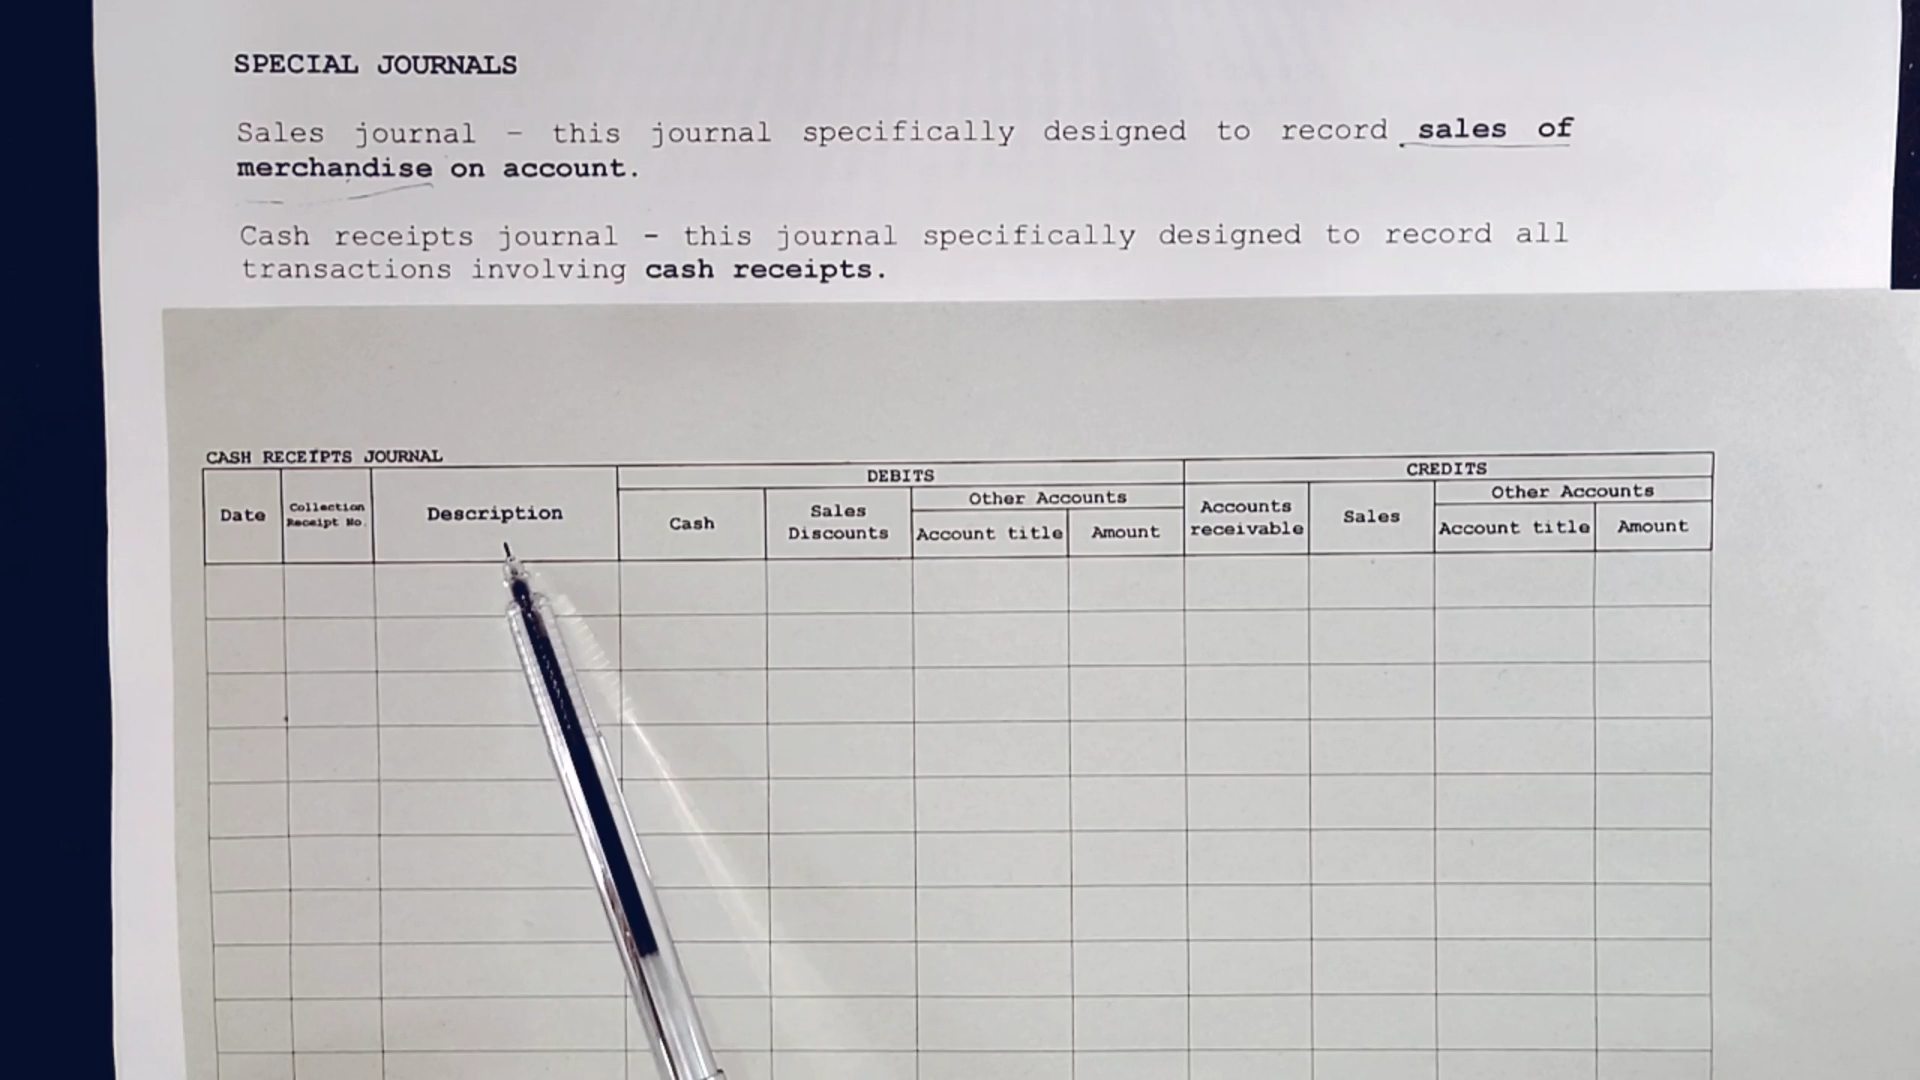 SPECIAL JOURNALS
Sales journal – this journal specifically designed to record sales of
merchandise on account.
Cash receipts journal - this journal specifically designed to record all
transactions involving cash receipts.
CASH RECEIPTS JOURNAL
DEBITS
CREDITS
Date
Collection
Receipt No.
Description
Cash
Sales
Discounts
Other Accounts
Account title
Amount
Accounts
receivable
Sales
Other Accounts
Account title
Amount